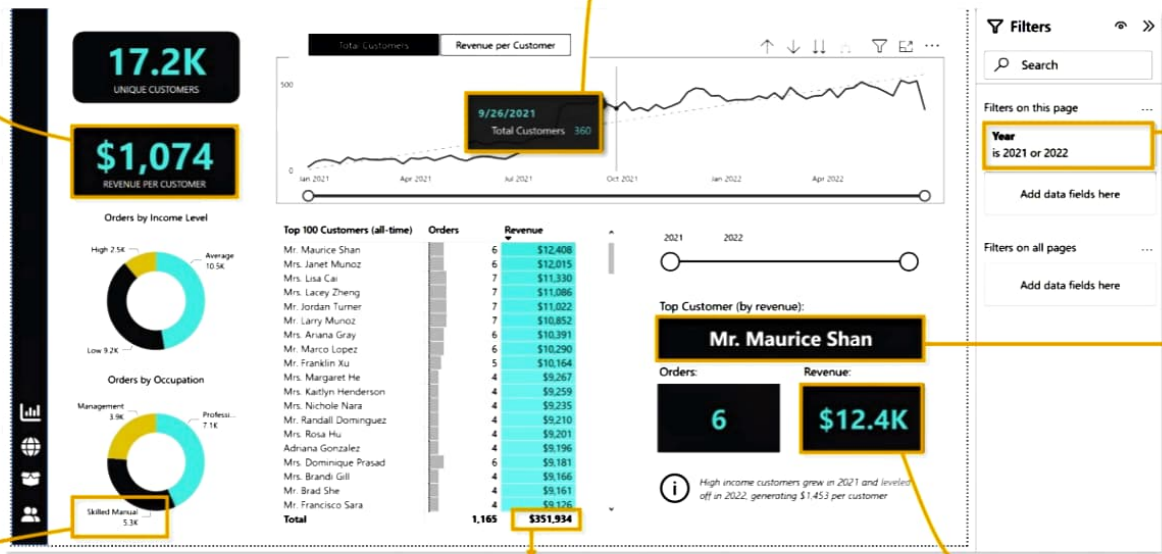 17.2K
UNIQUE CUSTOMERS
$1,074
REVENUE PER CUSTOMER
Total Customers
Revenue per Customer
500
0
Jan 2021
Apr 2021
Jul 2021
Oct 2021
Jan 2022
Apr 2022
9/26/2021
Total Customers 360
Orders by Income Level
High 2.5K
Average
10.5K
Low 9.2K
Orders by Occupation
Management
3.9K
Professi...
7.1K
Skilled Manual
5.3K
Top 100 Customers (all-time) Orders Revenue
Mr. Maurice Shan 6 $12,408
Mrs. Janet Munoz 6 $12,015
Mrs. Lisa Cai 7 $11,330
Mrs. Lacey Zheng 7 $11,086
Mr. Jordan Turner 7 $11,022
Mr. Larry Munoz 7 $10,852
Mrs. Ariana Gray 6 $10,391
Mr. Marco Lopez 6 $10,290
Mr. Franklin Xu 5 $10,164
Mrs. Margaret He 4 $9,267
Mrs. Kaitlyn Henderson 4 $9,259
Mrs. Nichole Nara 4 $9,235
Mr. Randall Dominguez 4 $9,210
Mrs. Rosa Hu 4 $9,201
Adriana Gonzalez 4 $9,196
Mrs. Dominique Prasad 6 $9,181
Mrs. Brandi Gill 4 $9,166
Mr. Brad She 4 $9,161
Mr. Francisco Sara 4 $9,126
Total 1,165 $351,934
2021 2022
Top Customer (by revenue):
Mr. Maurice Shan
Orders: Revenue:
6 $12.4K
High income customers grew in 2021 and leveled
off in 2022, generating $1,453 per customer
Filters
Search
Filters on this page
Year
is 2021 or 2022
Add data fields here
Filters on all pages
Add data fields here